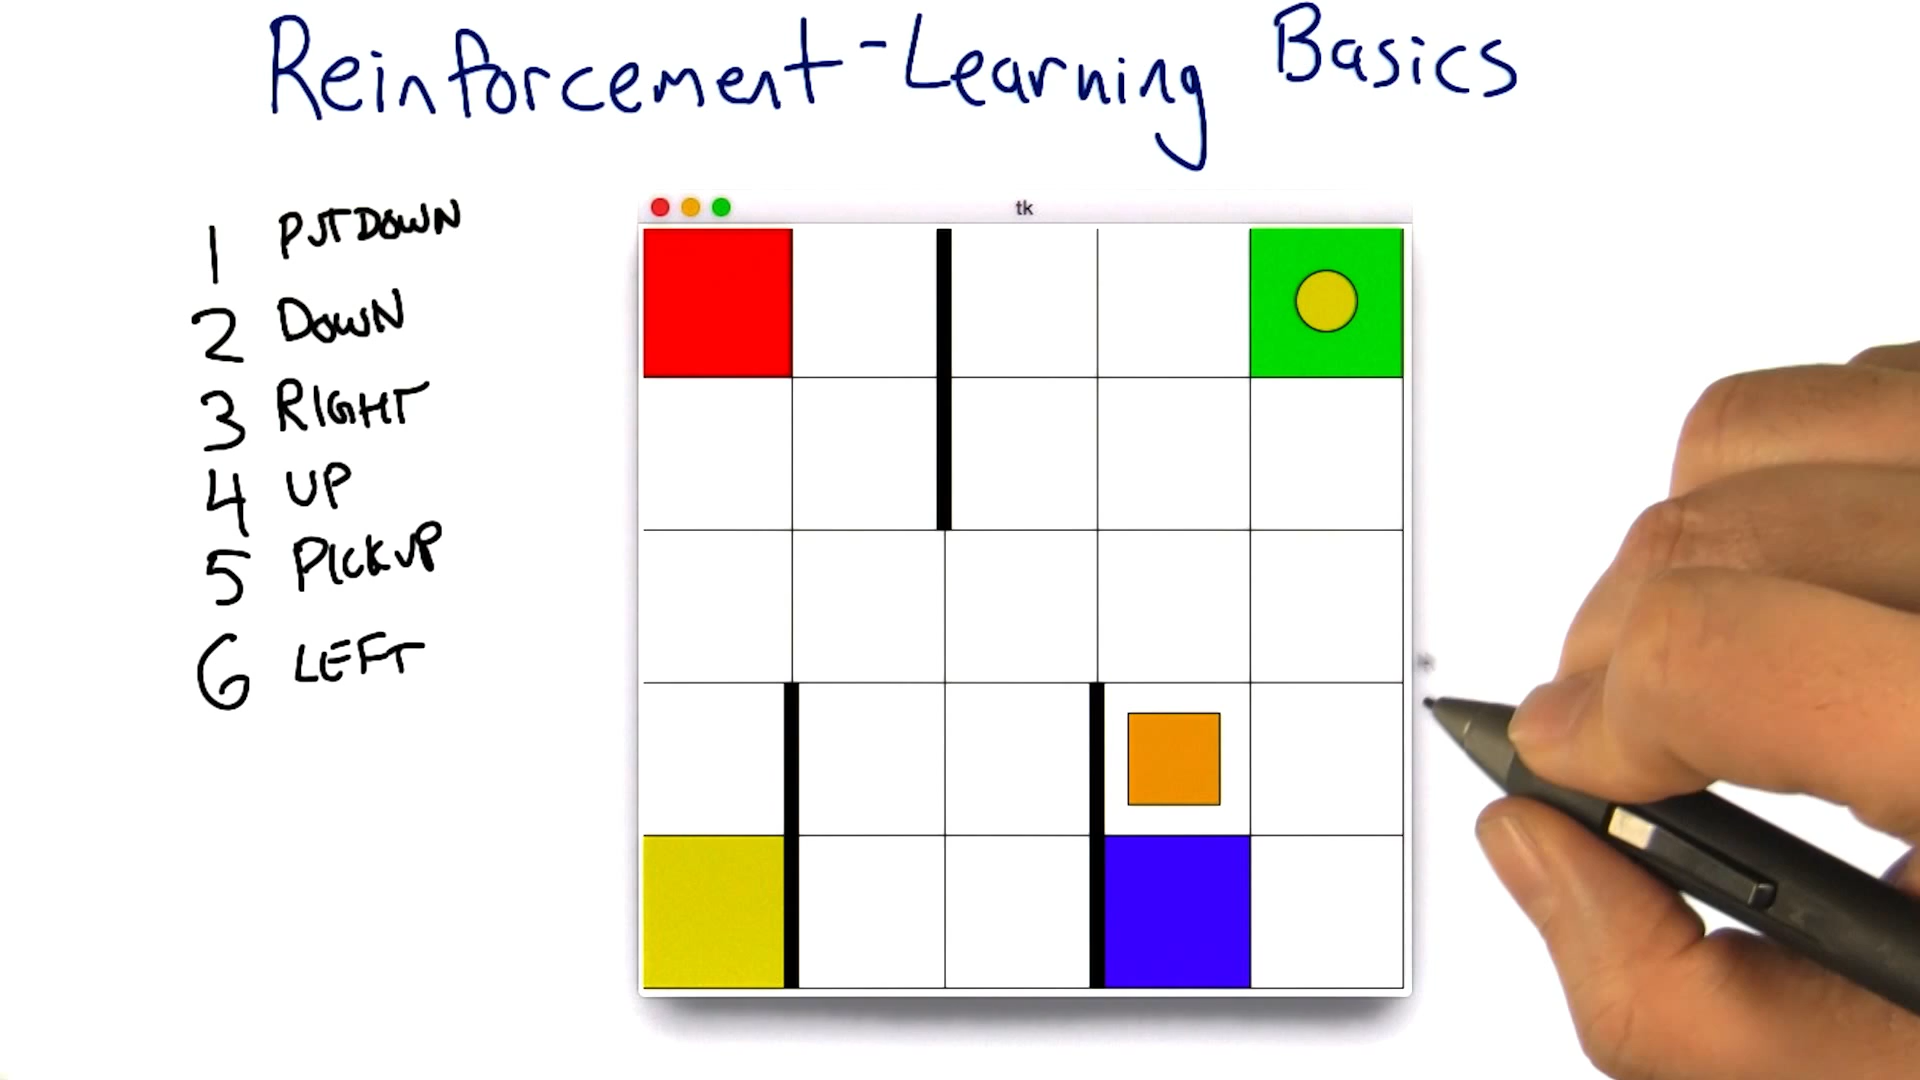 Reinforcement-Learning Basics
1 PUTDOWN
2 DOWN
3 RIGHT
4 UP
5 PICKUP
6 LEFT
tk